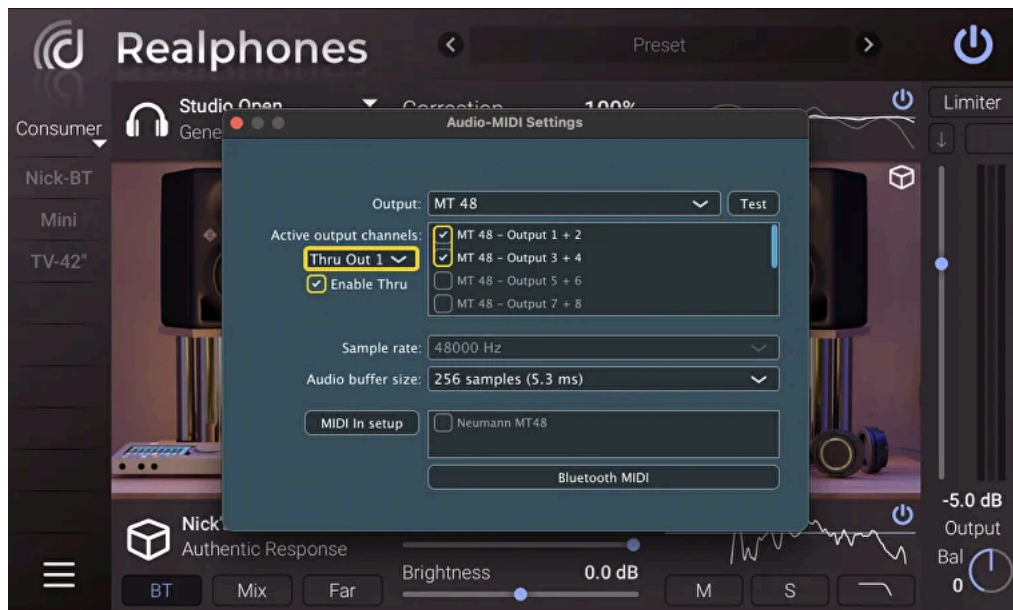 Realphones
Preset
Consumer
Studio Open
Correction
100%
Limiter
Nick-BT
Mini
TV-42"
Audio-MIDI Settings
Output: MT 48 Test
Active output channels: MT 48 – Output 1 + 2
Thru Out 1 MT 48 – Output 3 + 4
Enable Thru MT 48 – Output 5 + 6
MT 48 – Output 7 + 8
Sample rate: 48000 Hz
Audio buffer size: 256 samples (5.3 ms)
MIDI In setup Neumann MT48
Bluetooth MIDI
Authentic Response
Brightness 0.0 dB
BT Mix Far M S
-5.0 dB
Output
Bal
0